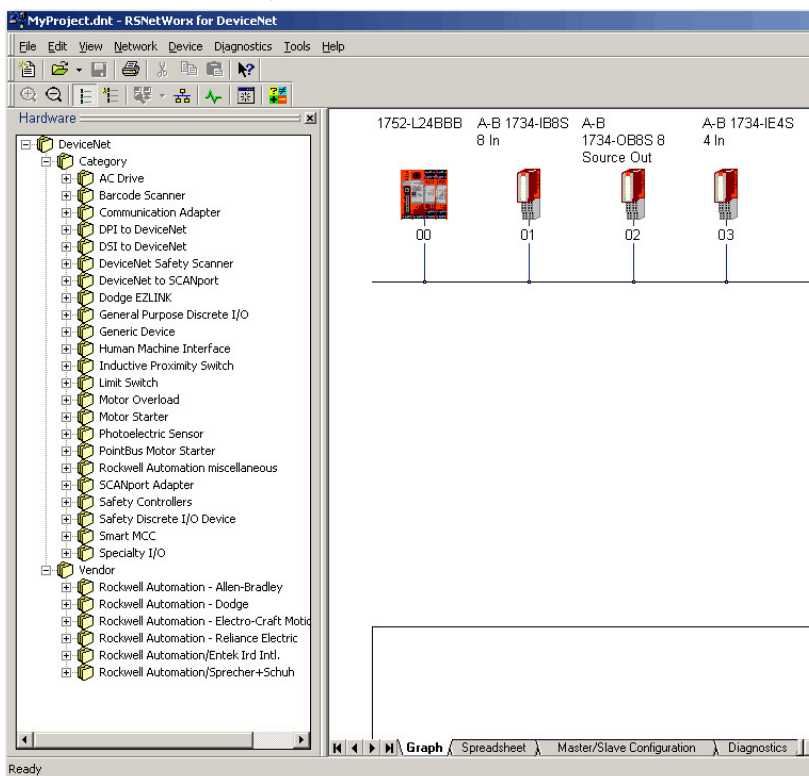 MyProject.dnt - RSNetWorx for DeviceNet
File Edit View Network Device Diagnostics Tools Help
Hardware
DeviceNet
Category
AC Drive
Barcode Scanner
Communication Adapter
DPI to DeviceNet
DSI to DeviceNet
DeviceNet Safety Scanner
DeviceNet to SCANport
Dodge EZLINK
General Purpose Discrete I/O
Generic Device
Human Machine Interface
Inductive Proximity Switch
Limit Switch
Motor Overload
Motor Starter
Photoelectric Sensor
PointBus Motor Starter
Rockwell Automation miscellaneous
SCANport Adapter
Safety Controllers
Safety Discrete I/O Device
Smart MCC
Specialty I/O
Vendor
Rockwell Automation - Allen-Bradley
Rockwell Automation - Dodge
Rockwell Automation - Electro-Craft Motio
Rockwell Automation - Reliance Electric
Rockwell Automation/Entek Ird Intl.
Rockwell Automation/Sprecher+Schuh
1752-L24BBB A-B 1734-IB8S A-B A-B 1734-IE4S
8 In 1734-OB8S 8 4 In
Source Out
00 01 02 03
Graph Spreadsheet Master/Slave Configuration Diagnostics
Ready